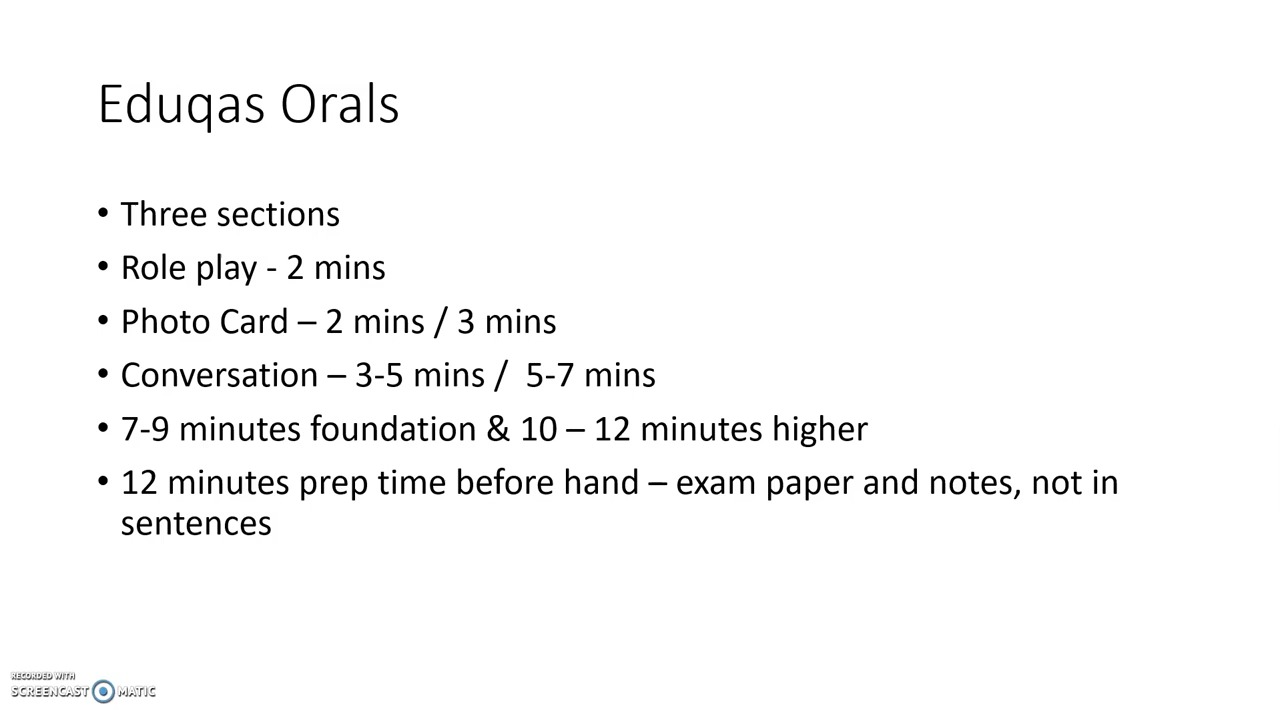 Eduqas Orals
• Three sections
• Role play - 2 mins
• Photo Card – 2 mins / 3 mins
• Conversation – 3-5 mins /  5-7 mins
• 7-9 minutes foundation & 10 – 12 minutes higher
• 12 minutes prep time before hand – exam paper and notes, not in
sentences
RECORDED WITH
SCREENCAST MATIC